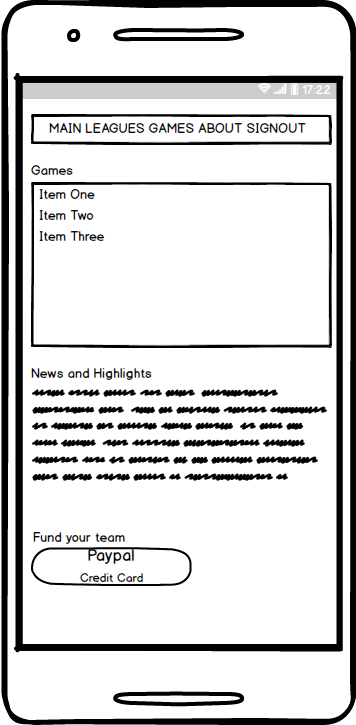 17:22
MAIN LEAGUES GAMES ABOUT SIGNOUT
Games
Item One
Item Two
Item Three
News and Highlights
Fund your team
Paypal
Credit Card